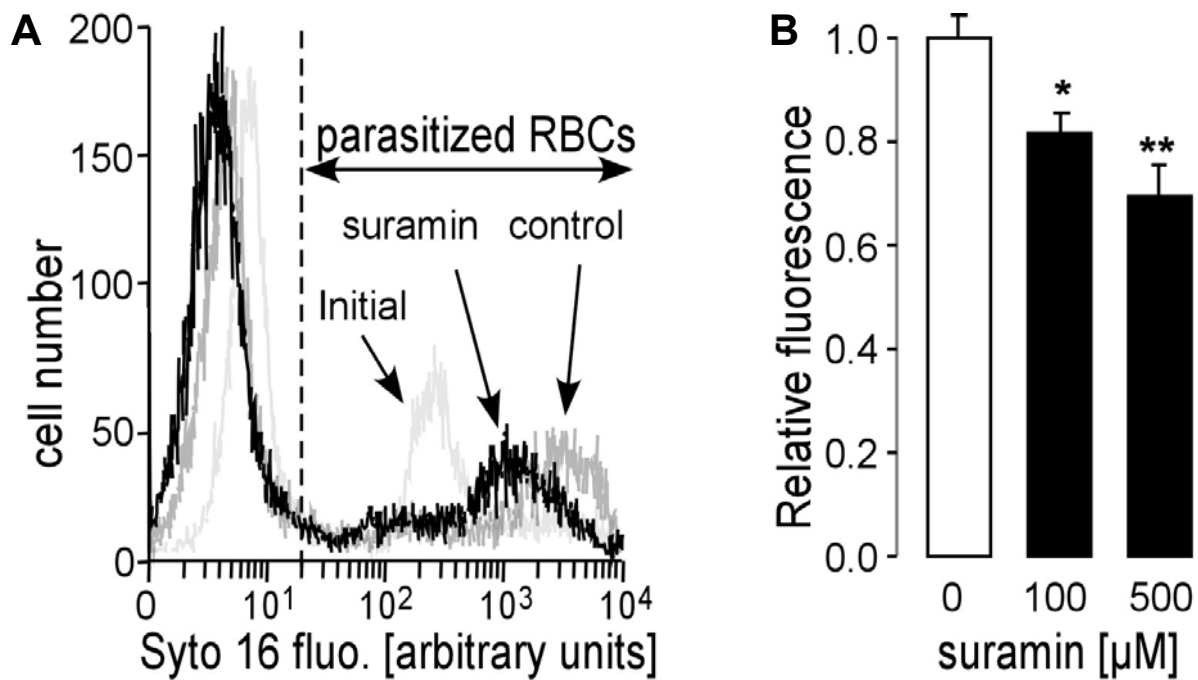 A
200
150
100
50
0
cell number
parasitized RBCs
suramin control
Initial
0 10¹ 10² 10³ 10⁴
Syto 16 fluo. [arbitrary units]
B
1.0
0.8
0.6
0.4
0.2
0.0
Relative fluorescence
*
**
0 100 500
suramin [µM]